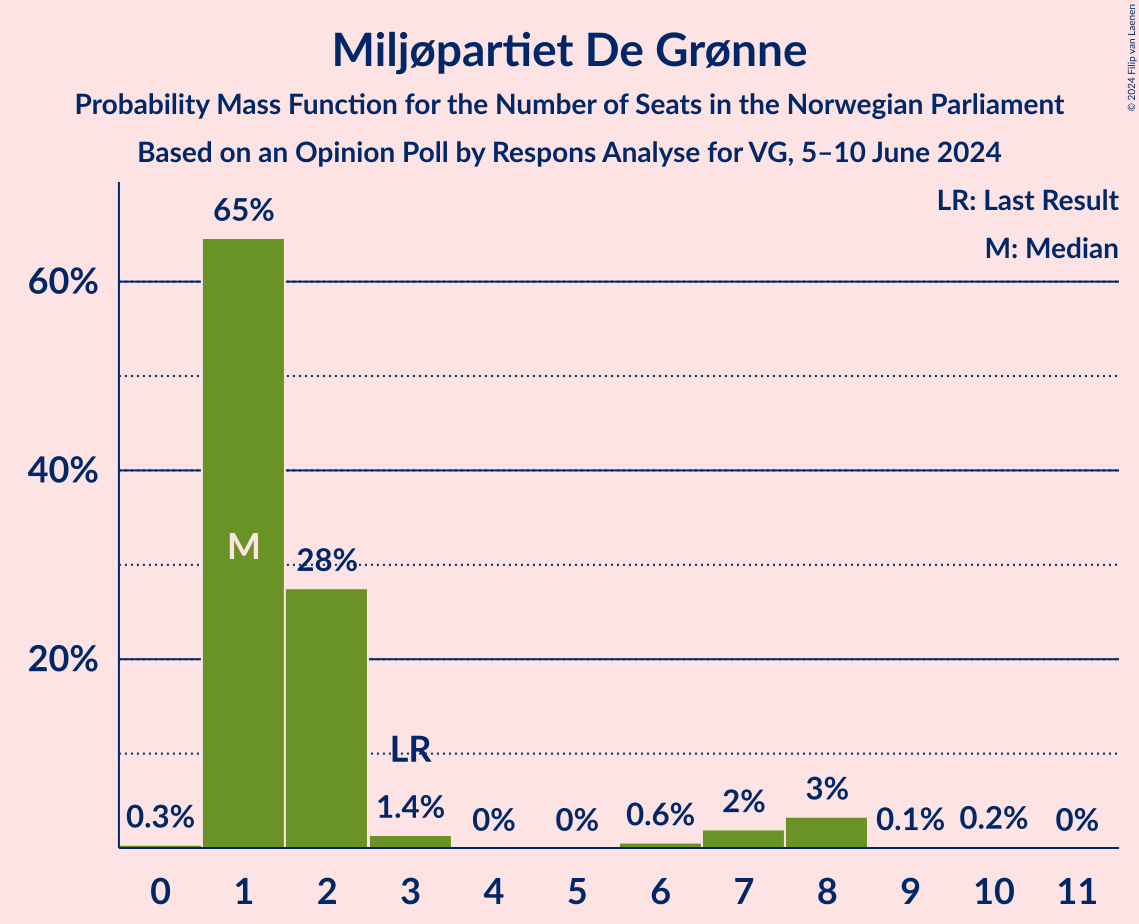 Miljøpartiet De Grønne
Probability Mass Function for the Number of Seats in the Norwegian Parliament
Based on an Opinion Poll by Respons Analyse for VG, 5–10 June 2024
© 2024 Filip van Laenen
LR: Last Result
M: Median
65%
60%
40%
M
28%
20%
LR
0.3%
1.4%
0%
0%
0.6%
2%
3%
0.1%
0.2%
0%
0 1 2 3 4 5 6 7 8 9 10 11